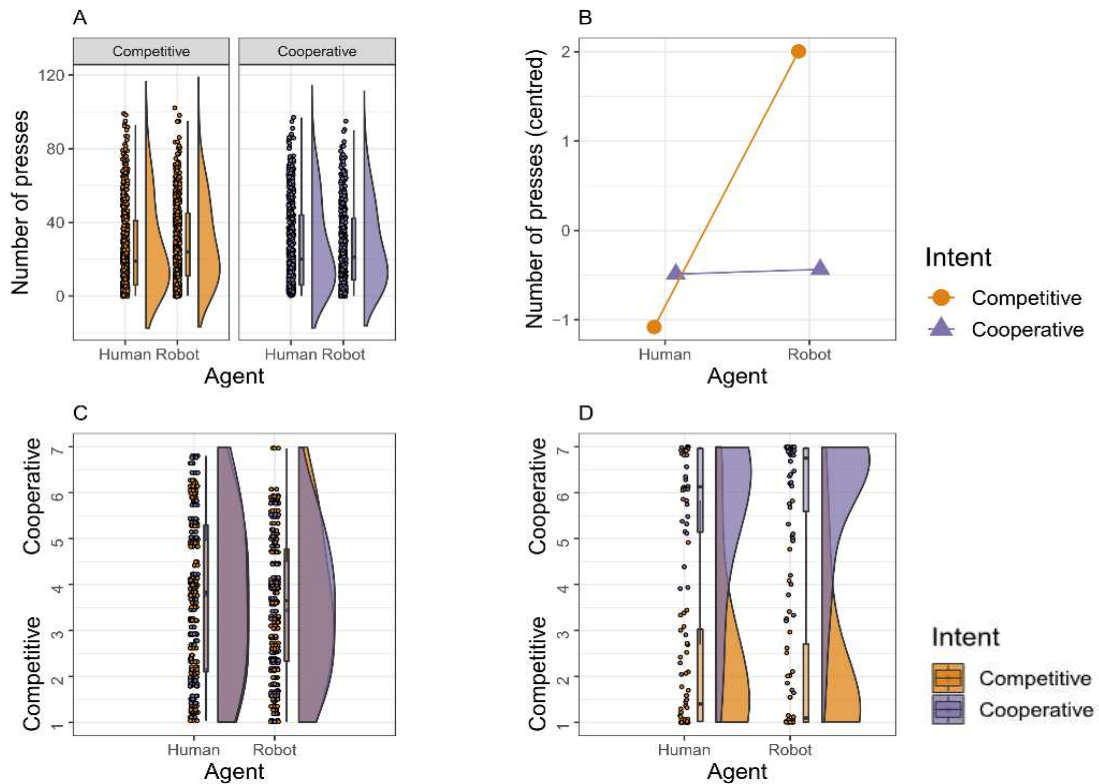 A
Competitive
Cooperative
Number of presses
120
80
40
0
Human Robot
Human Robot
Agent
B
Number of presses (centred)
2
1
0
−1
Human
Robot
Agent
Intent
Competitive
Cooperative
C
Cooperative
Competitive
7
6
5
4
3
2
1
Human
Robot
Agent
D
Cooperative
Competitive
7
6
5
4
3
2
1
Human
Robot
Agent
Intent
Competitive
Cooperative